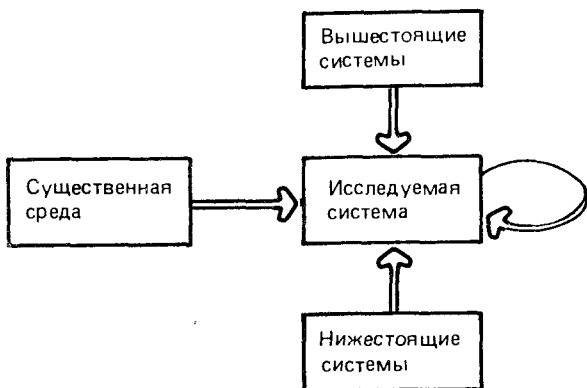 Вышестоящие
системы
Существенная
среда
Исследуемая
система
Нижестоящие
системы